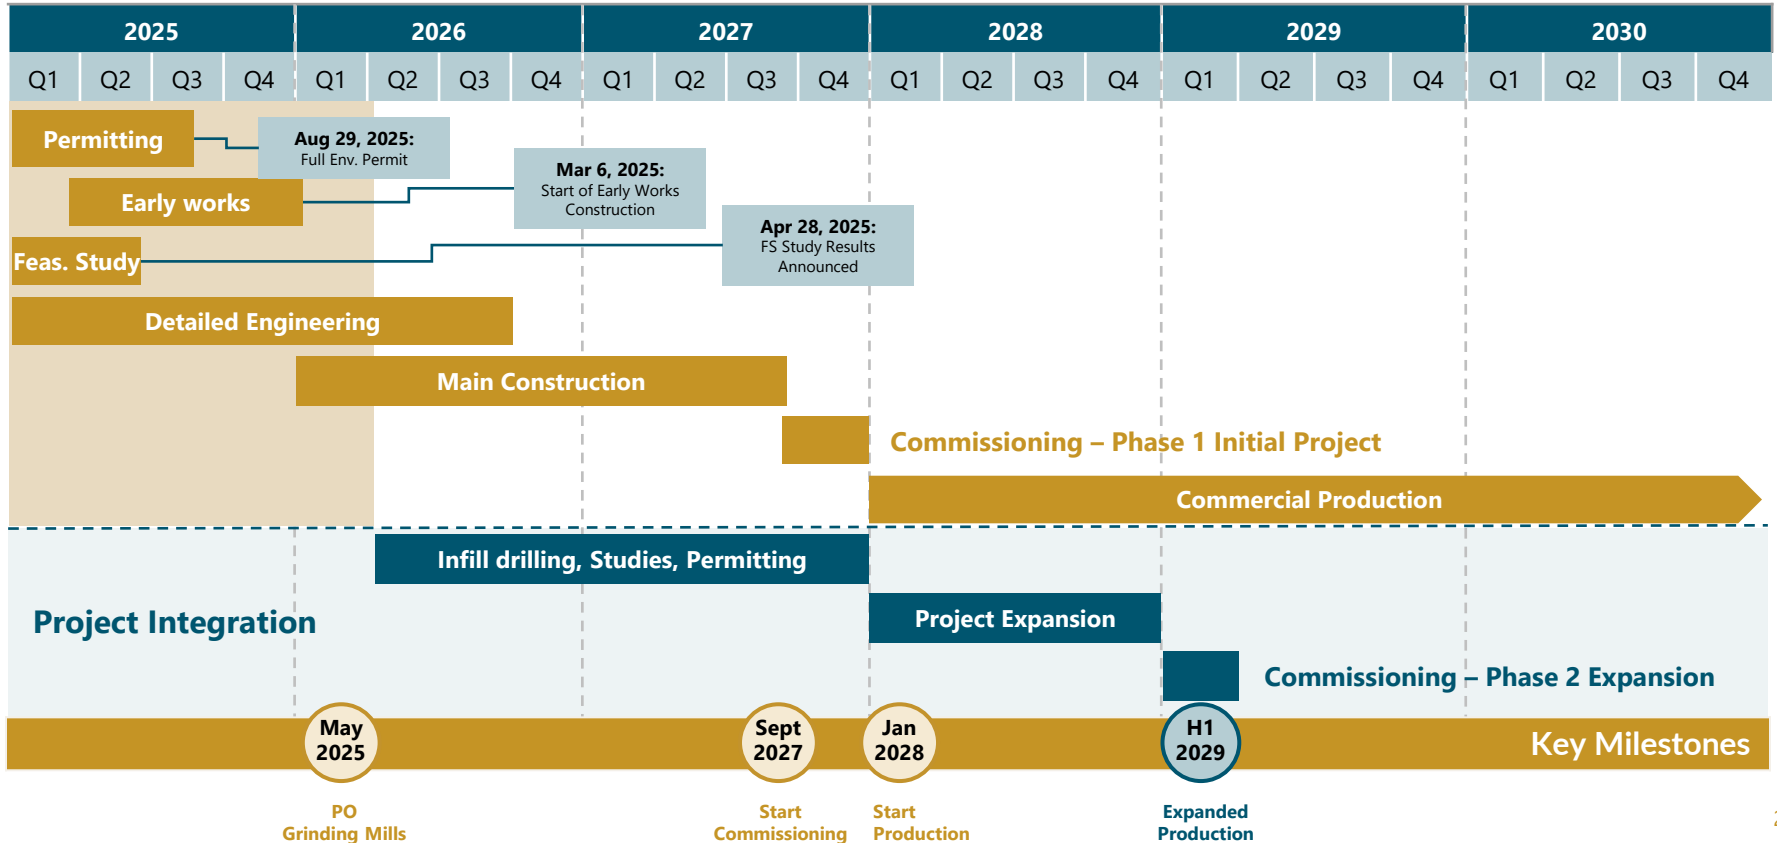 2025 2026 2027 2028 2029 2030
Q1 Q2 Q3 Q4 Q1 Q2 Q3 Q4 Q1 Q2 Q3 Q4 Q1 Q2 Q3 Q4 Q1 Q2 Q3 Q4 Q1 Q2 Q3 Q4
Permitting
Aug 29, 2025:
Full Env. Permit
Early works
Mar 6, 2025:
Start of Early Works
Construction
Feas. Study
Apr 28, 2025:
FS Study Results
Announced
Detailed Engineering
Main Construction
Commissioning – Phase 1 Initial Project
Commercial Production
Infill drilling, Studies, Permitting
Project Integration
Project Expansion
Commissioning – Phase 2 Expansion
May
2025
Sept
2027
Jan
2028
H1
2029
Key Milestones
PO
Grinding Mills
Start
Commissioning
Start
Production
Expanded
Production